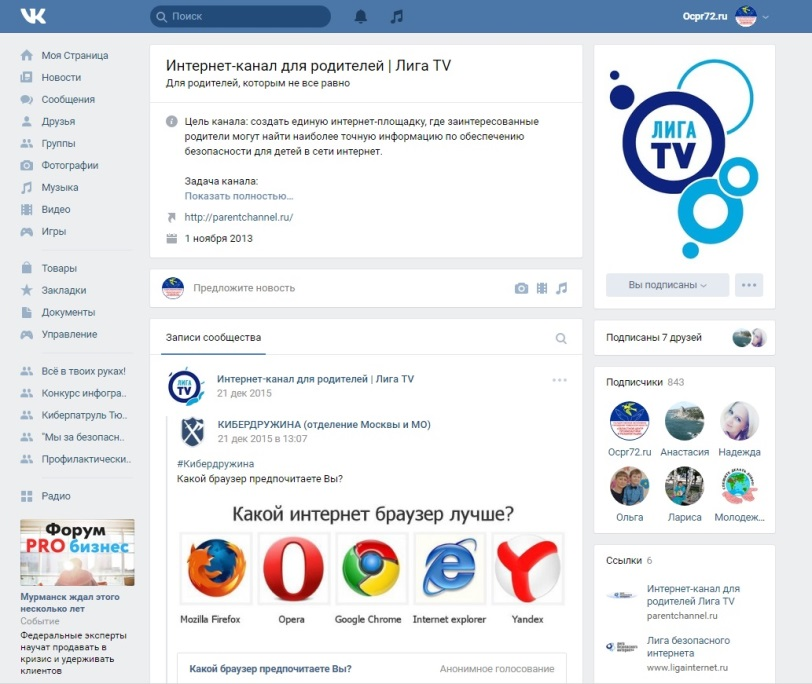 Поиск
Ocpr72.ru
Моя Страница
Новости
Сообщения
Друзья
Группы
Фотографии
Музыка
Видео
Игры
Товары
Закладки
Документы
Управление
Всё в твоих руках!
Конкурс инфогра..
Киберпатруль Тю..
"Мы за безопасн..
Профилактически..
Радио
Форум
PRO бизнес
Мурманск ждал этого
несколько лет
Событие
Федеральные эксперты
научат продавать в
кризис и удерживать
клиентов
Интернет-канал для родителей | Лига TV
Для родителей, которым не все равно
Цель канала: создать единую интернет-площадку, где заинтересованные
родители могут найти наиболее точную информацию по обеспечению
безопасности для детей в сети интернет.
Задача канала:
Показать полностью...
http://parentchannel.ru/
1 ноября 2013
Предложите новость
Записи сообщества
ЛИГА
TV
Интернет-канал для родителей | Лига TV
21 дек 2015
КИБЕРДРУЖИНА (отделение Москвы и МО)
21 дек 2015 в 13:07
#Кибердружина
Какой браузер предпочитаете Вы?
Какой интернет браузер лучше?
Mozilla Firefox
Opera
Google Chrome
Internet explorer
Yandex
Какой браузер предпочитаете Вы?
Анонимное голосование
ЛИГА
TV
Вы подписаны
Подписаны 7 друзей
Подписчики 843
Ocpr72.ru
Анастасия
Надежда
Ольга
Лариса
Молодеж...
Ссылки 6
Интернет-канал для
родителей Лига TV
parentchannel.ru
Лига безопасного
интернета
www.ligainternet.ru